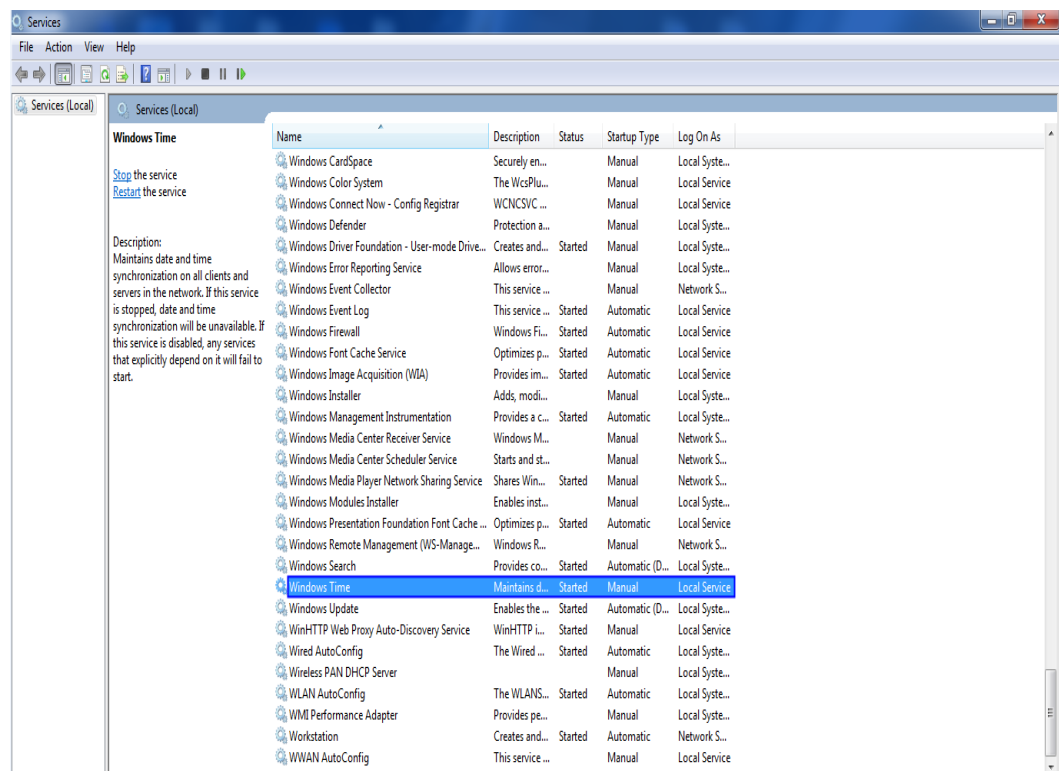 Services
File Action View Help
Services (Local)
Services (Local)
Windows Time
Stop the service
Restart the service
Description:
Maintains date and time
synchronization on all clients and
servers in the network. If this service
is stopped, date and time
synchronization will be unavailable. If
this service is disabled, any services
that explicitly depend on it will fail to
start.
Name Description Status Startup Type Log On As
Windows CardSpace Securely en... Manual Local Syste...
Windows Color System The WcsPlu... Manual Local Service
Windows Connect Now - Config Registrar WCNCSVC ... Manual Local Service
Windows Defender Protection a... Manual Local Syste...
Windows Driver Foundation - User-mode Drive... Creates and... Started Manual Local Syste...
Windows Error Reporting Service Allows error... Manual Local Syste...
Windows Event Collector This service ... Manual Network S...
Windows Event Log This service ... Started Automatic Local Service
Windows Firewall Windows Fi... Started Automatic Local Service
Windows Font Cache Service Optimizes p... Started Automatic Local Service
Windows Image Acquisition (WIA) Provides im... Started Automatic Local Service
Windows Installer Adds, modi... Manual Local Syste...
Windows Management Instrumentation Provides a c... Started Automatic Local Syste...
Windows Media Center Receiver Service Windows M... Manual Network S...
Windows Media Center Scheduler Service Starts and st... Manual Network S...
Windows Media Player Network Sharing Service Shares Win... Started Manual Network S...
Windows Modules Installer Enables inst... Manual Local Syste...
Windows Presentation Foundation Font Cache ... Optimizes p... Started Automatic Local Service
Windows Remote Management (WS-Manage... Windows R... Manual Network S...
Windows Search Provides co... Started Automatic (D... Local Syste...
Windows Time Maintains d... Started Manual Local Service
Windows Update Enables the ... Started Automatic (D... Local Syste...
WinHTTP Web Proxy Auto-Discovery Service WinHTTP i... Started Manual Local Service
Wired AutoConfig The Wired ... Started Automatic Local Syste...
Wireless PAN DHCP Server Manual Local Syste...
WLAN AutoConfig The WLANS... Started Automatic Local Syste...
WMI Performance Adapter Provides pe... Manual Local Syste...
Workstation Creates and... Started Automatic Network S...
WWAN AutoConfig This service ... Manual Local Service